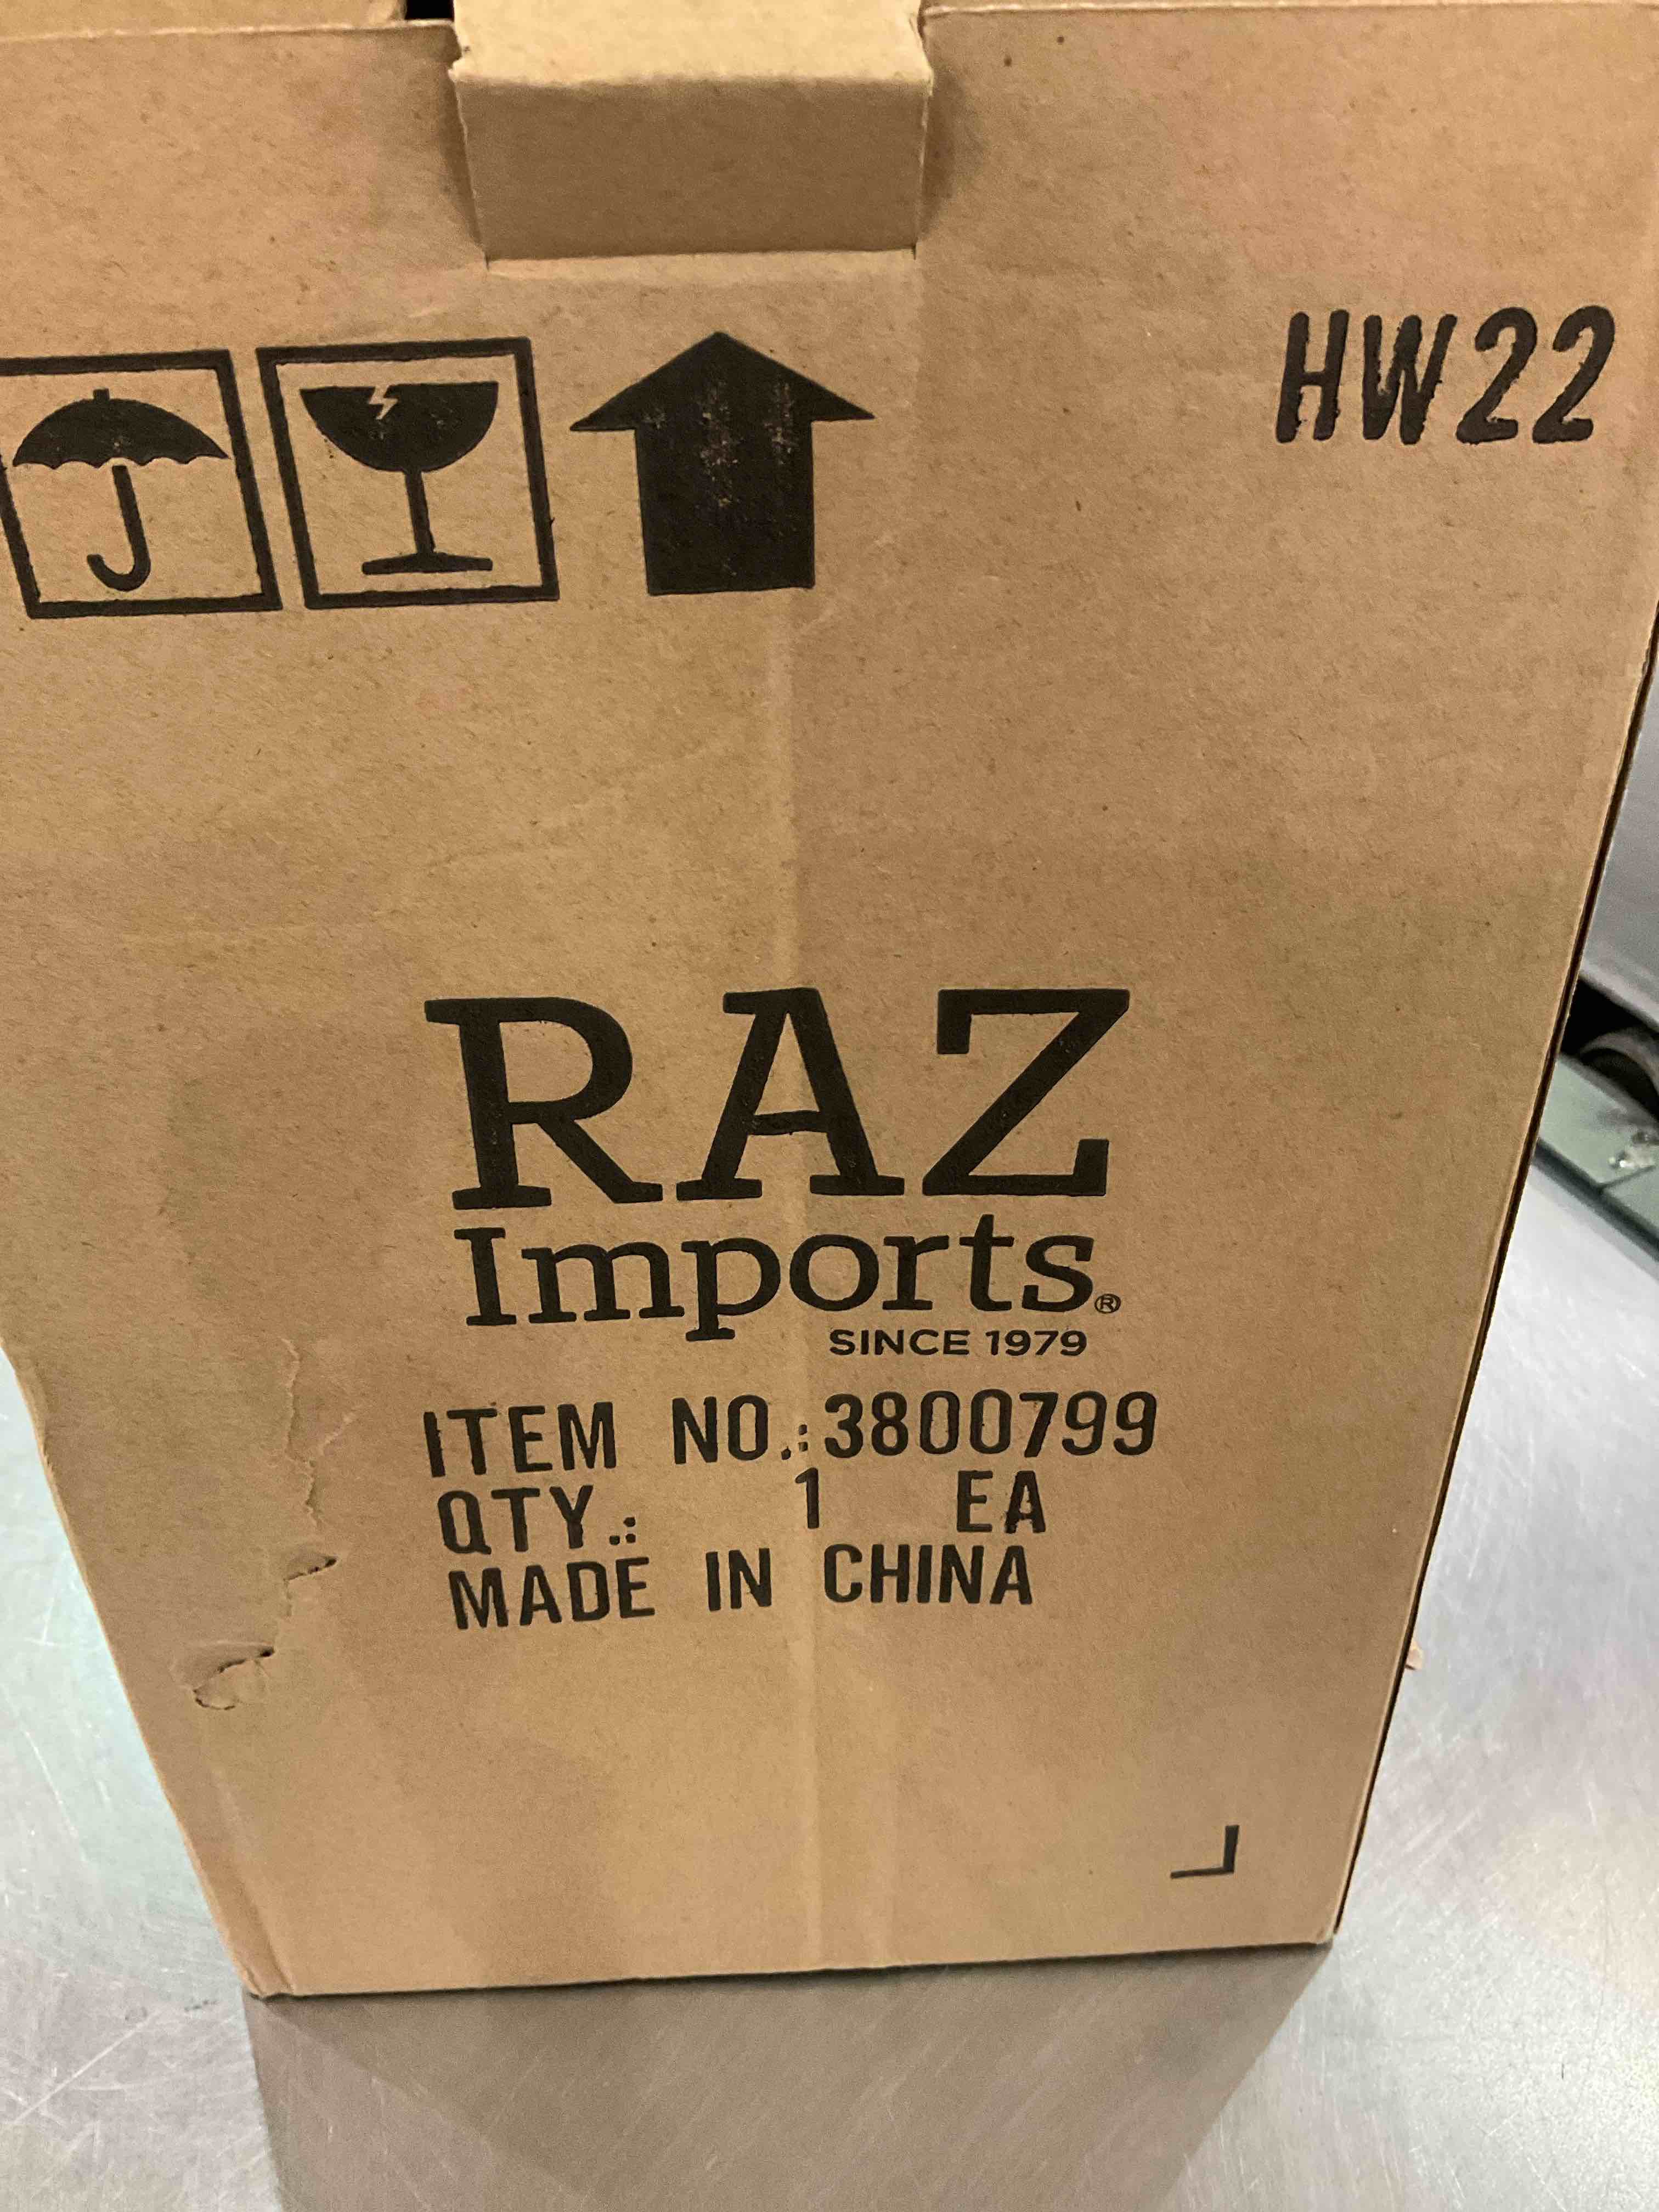 HW22
RAZ
Imports®
SINCE 1979
ITEM NO.:3800799
QTY.: 1 EA
MADE IN CHINA